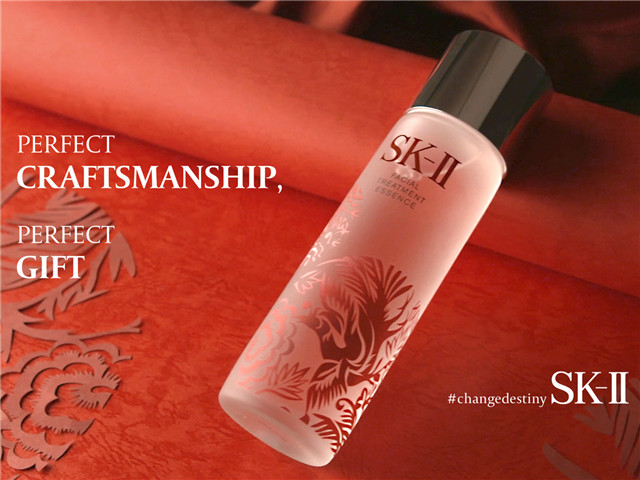 PERFECT
CRAFTSMANSHIP,
PERFECT
GIFT
SK-II
FACIAL
TREATMENT
ESSENCE
#changedestiny SK-II